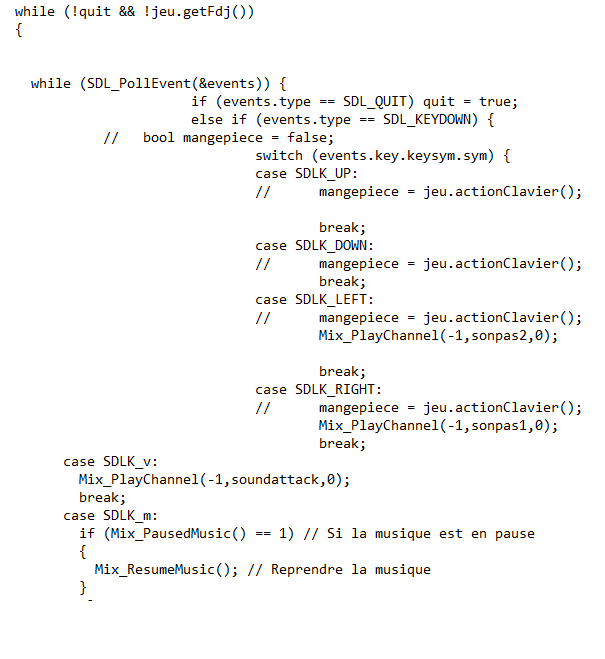 while (!quit && !jeu.getFdj())
{
while (SDL_PollEvent(&events)) {
if (events.type == SDL_QUIT) quit = true;
else if (events.type == SDL_KEYDOWN) {
// bool mangepiece = false;
switch (events.key.keysym.sym) {
case SDLK_UP:
// mangepiece = jeu.actionClavier();
break;
case SDLK_DOWN:
// mangepiece = jeu.actionClavier();
break;
case SDLK_LEFT:
// mangepiece = jeu.actionClavier();
Mix_PlayChannel(-1,sonpas2,0);
break;
case SDLK_RIGHT:
// mangepiece = jeu.actionClavier();
Mix_PlayChannel(-1,sonpas1,0);
break;
case SDLK_v:
Mix_PlayChannel(-1,soundattack,0);
break;
case SDLK_m:
if (Mix_PausedMusic() == 1) // Si la musique est en pause
{
Mix_ResumeMusic(); // Reprendre la musique
}